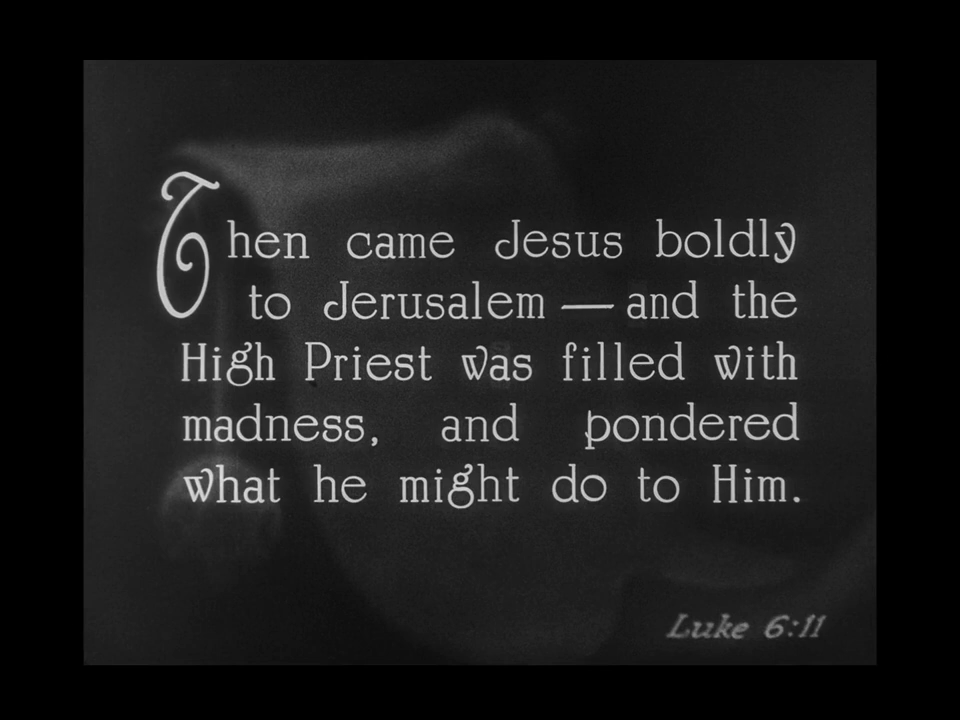 Then came Jesus boldly
to Jerusalem — and the
High Priest was filled with
madness, and pondered
what he might do to Him.
Luke 6:11